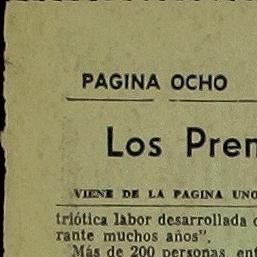 PAGINA OCHO
Los Prem
VIENE DE LA PAGINA UNO
triótica labor desarrollada
rante muchos años".
Más de 200 personas,